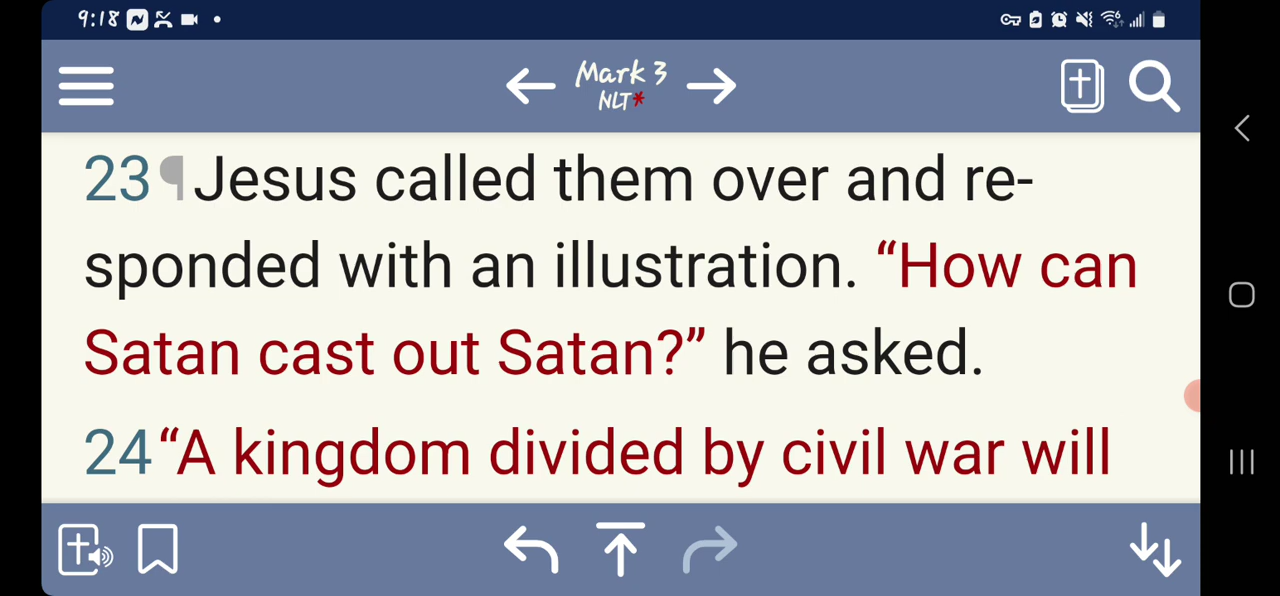 9:18
Mark 3
NLT*
23¶Jesus called them over and re-
sponded with an illustration. “How can
Satan cast out Satan?” he asked.
24“A kingdom divided by civil war will